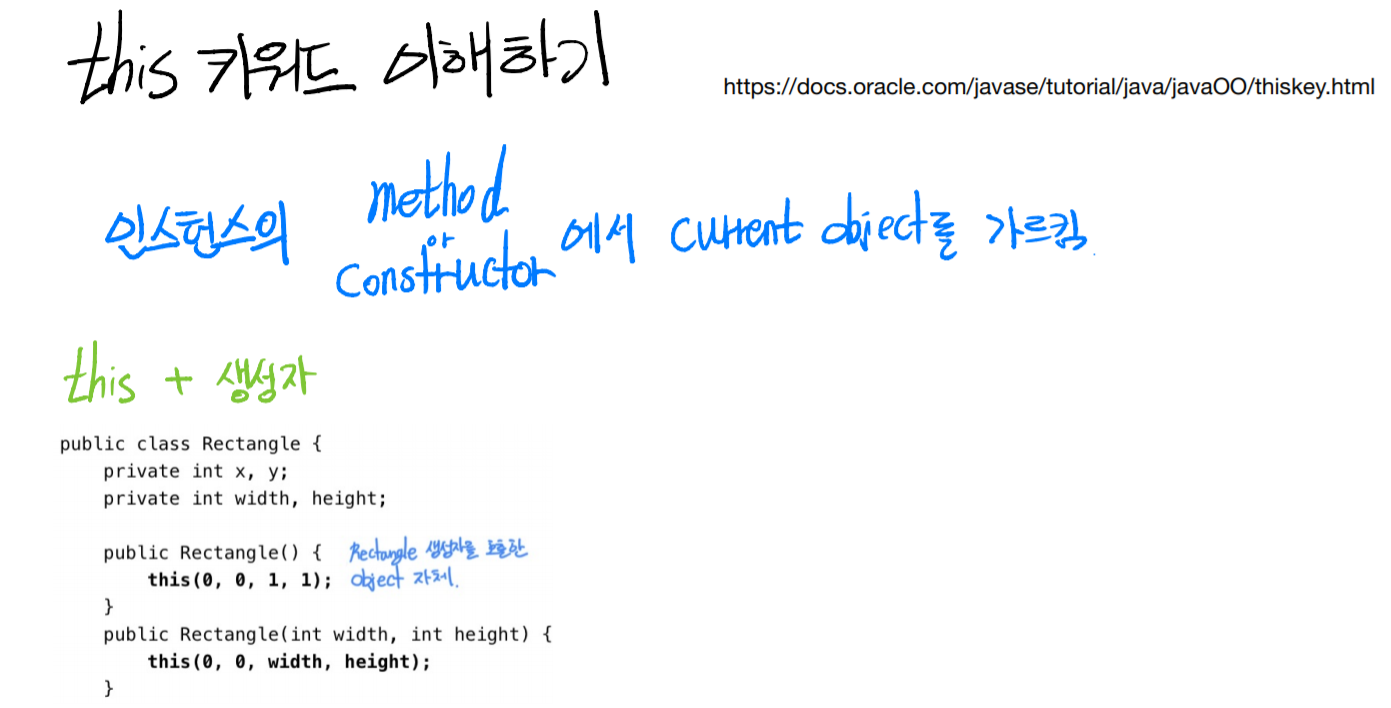 this 키워드 이해하기
https://docs.oracle.com/javase/tutorial/java/javaOO/thiskey.html
인스턴스의 method or constructor 에서 current object를 가르킴.
this + 생성자
public class Rectangle {
    private int x, y;
    private int width, height;
    public Rectangle() { Rectangle 생성자를 호출한
        this(0, 0, 1, 1); object 자체.
    }
    public Rectangle(int width, int height) {
        this(0, 0, width, height);
    }